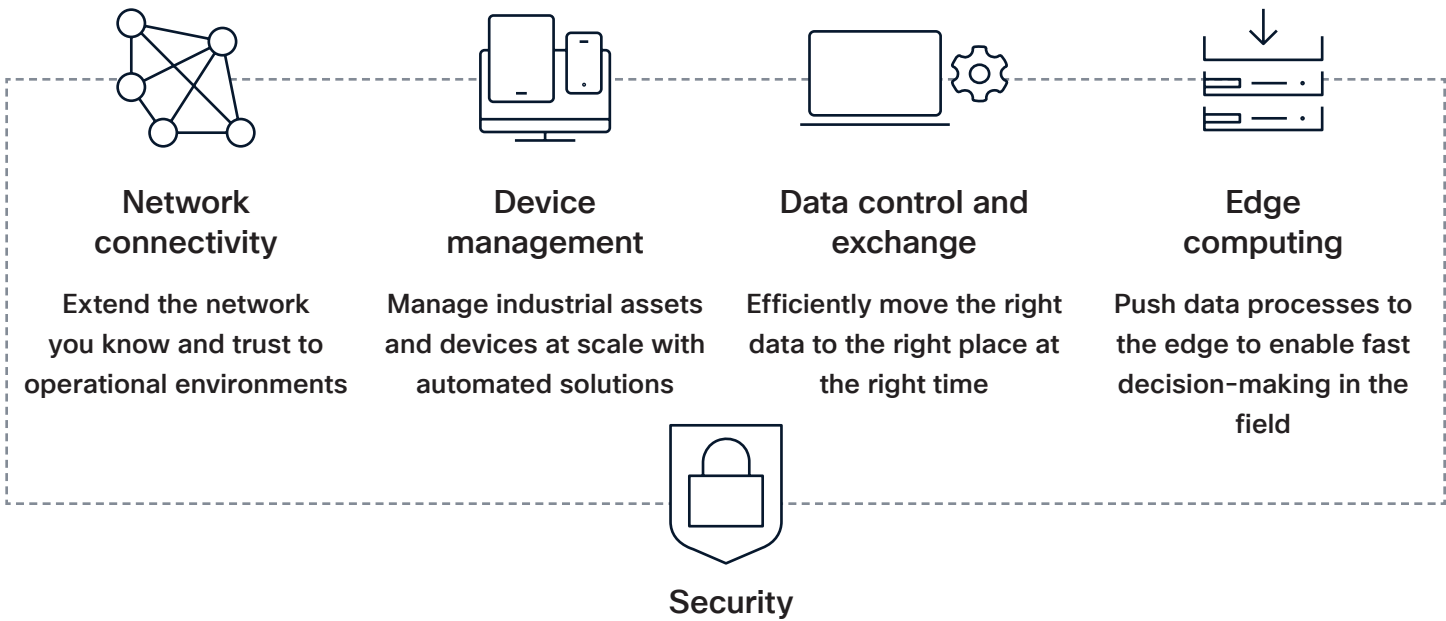 Network
connectivity
Extend the network
you know and trust to
operational environments
Device
management
Manage industrial assets
and devices at scale with
automated solutions
Data control and
exchange
Efficiently move the right
data to the right place at
the right time
Edge
computing
Push data processes to
the edge to enable fast
decision-making in the
field
Security